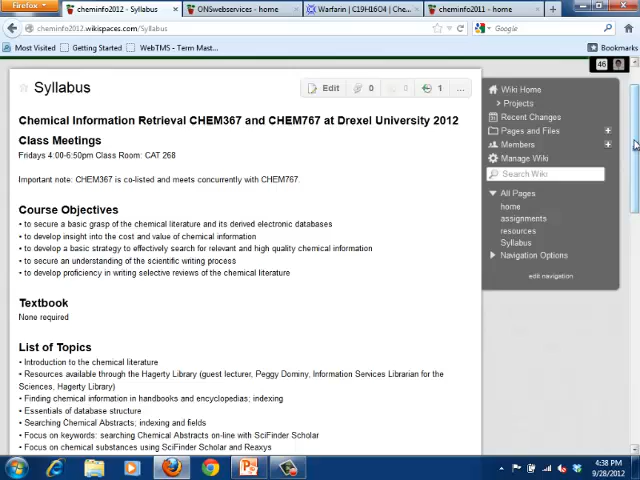 Firefox
cheminfo2012 - Syllabus
ONSwebservices - home
Warfarin | C19H16O4 | Che...
cheminfo2011 - home
cheminfo2012.wikispaces.com/Syllabus
Google
Most Visited
Getting Started
WebTMS - Term Mast...
Bookmarks
46
Syllabus
Edit
0
0
1
...
Chemical Information Retrieval CHEM367 and CHEM767 at Drexel University 2012
Class Meetings
Fridays 4:00-6:50pm Class Room: CAT 268
Important note: CHEM367 is co-listed and meets concurrently with CHEM767.
Course Objectives
• to secure a basic grasp of the chemical literature and its derived electronic databases
• to develop insight into the cost and value of chemical information
• to develop a basic strategy to effectively search for relevant and high quality chemical information.
• to secure an understanding of the scientific writing process
• to develop proficiency in writing selective reviews of the chemical literature
Textbook
None required
List of Topics
• Introduction to the chemical literature
• Resources available through the Hagerty Library (guest lecturer, Peggy Dominy, Information Services Librarian for the
Sciences, Hagerty Library)
• Finding chemical information in handbooks and encyclopedias; indexing
• Essentials of database structure
• Searching Chemical Abstracts; indexing and fields
• Focus on keywords: searching Chemical Abstracts on-line with SciFinder Scholar
• Focus on chemical substances using SciFinder Scholar and Reaxys
Wiki Home
Projects
Recent Changes
Pages and Files
Members
Manage Wiki
Search Wiki
All Pages
home
assignments
resources
Syllabus
Navigation Options
edit navigation
4:38 PM
9/28/2012